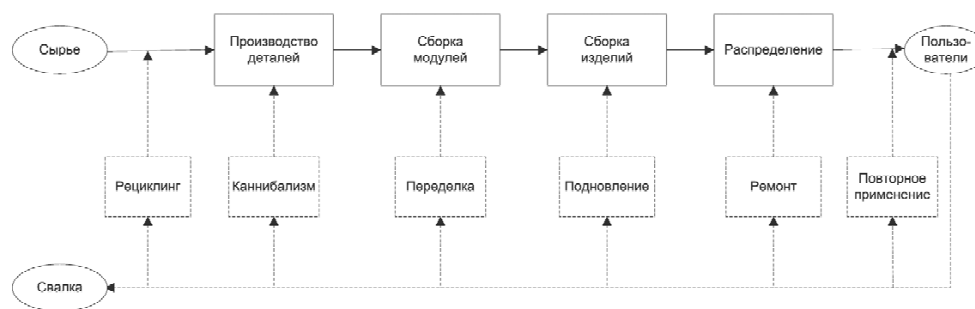 Сырье
Производство
деталей
Сборка
модулей
Сборка
изделий
Распределение
Пользо-
ватели
Рециклинг
Каннибализм
Переделка
Подновление
Ремонт
Повторное
применение
Свалка